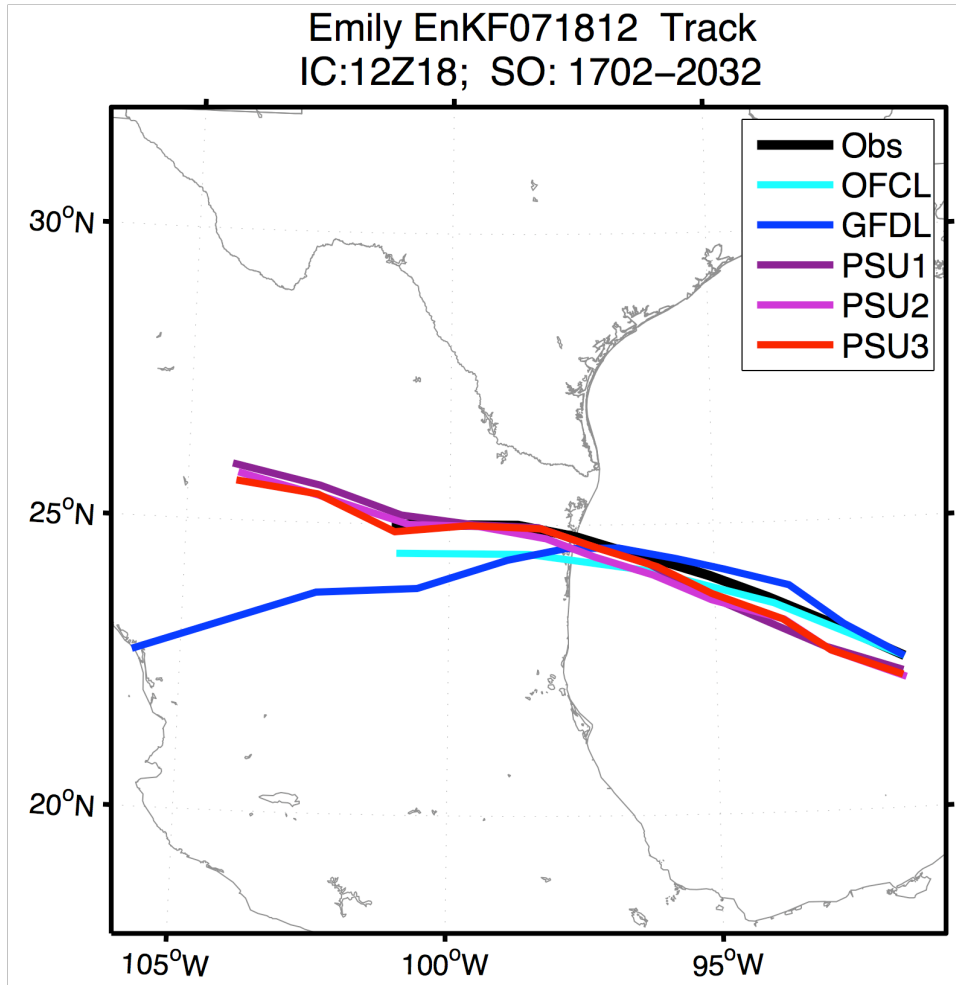 Emily EnKF071812 Track
IC:12Z18; SO: 1702−2032
Obs
OFCL
GFDL
PSU1
PSU2
PSU3
30°N
25°N
20°N
105°W
100°W
95°W